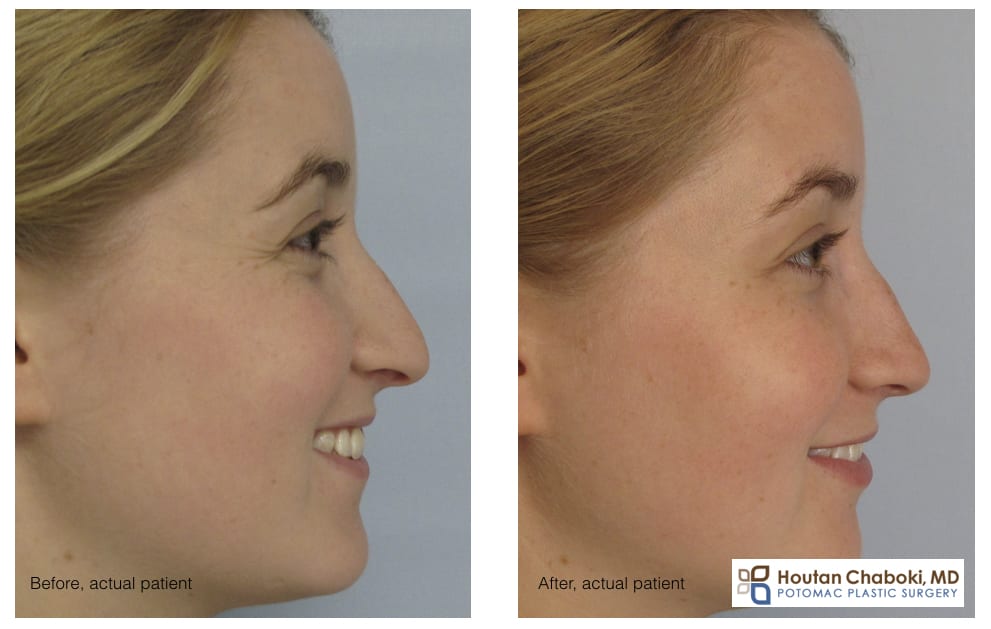 Before, actual patient
After, actual patient
Houtan Chaboki, MD
POTOMAC PLASTIC SURGERY